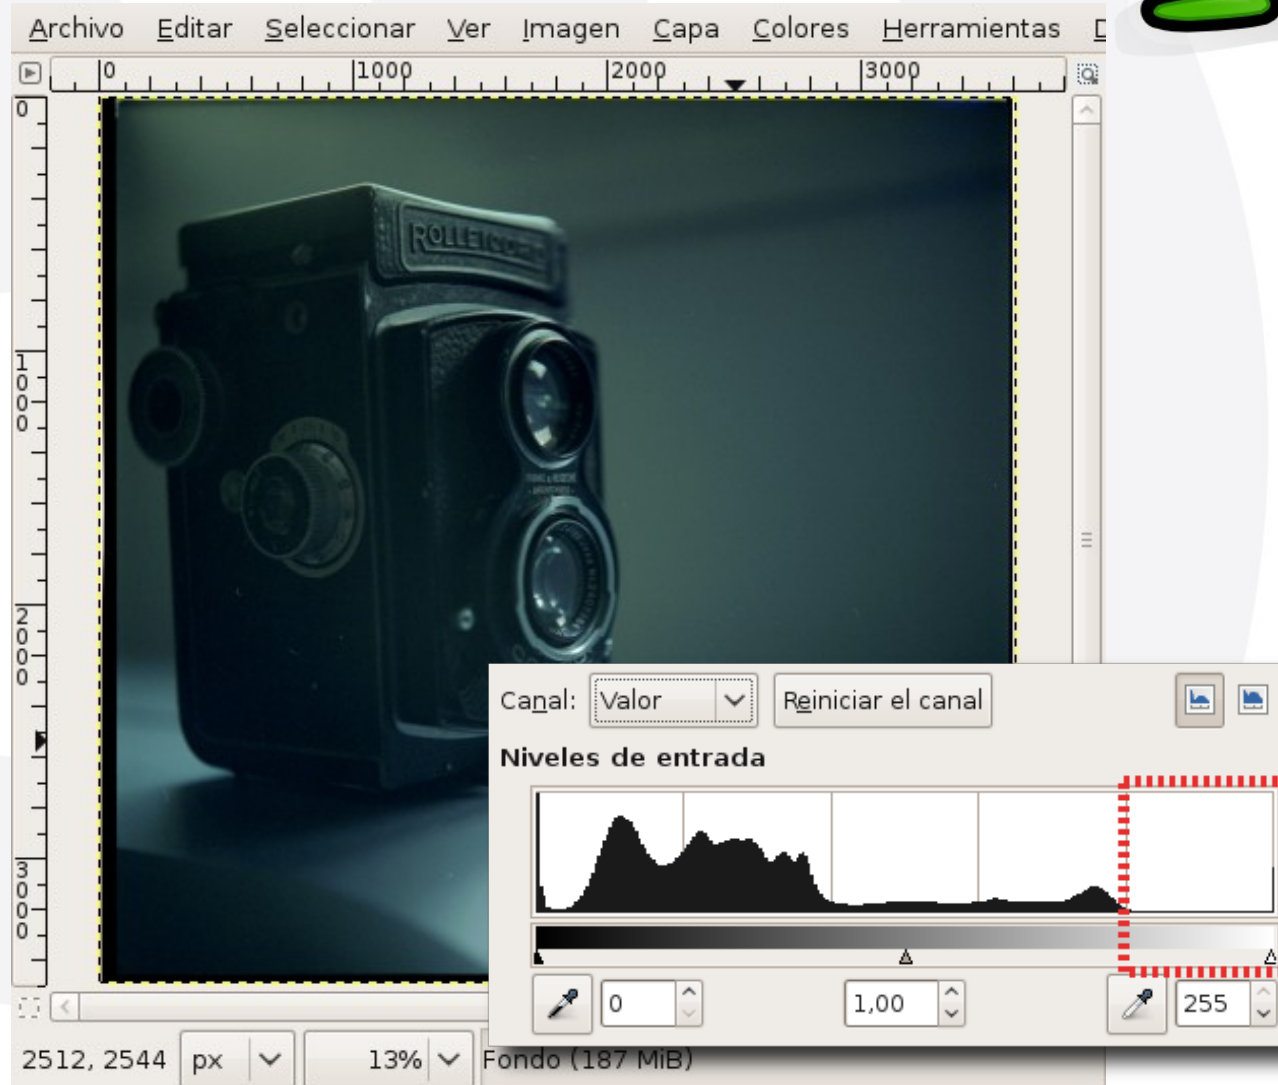 Archivo Editar Seleccionar Ver Imagen Capa Colores Herramientas
0 1000 2000 3000
0
1000
2000
3000
Canal: Valor Reiniciar el canal
Niveles de entrada
0 1,00 255
2512, 2544 px 13% Fondo (187 MiB)